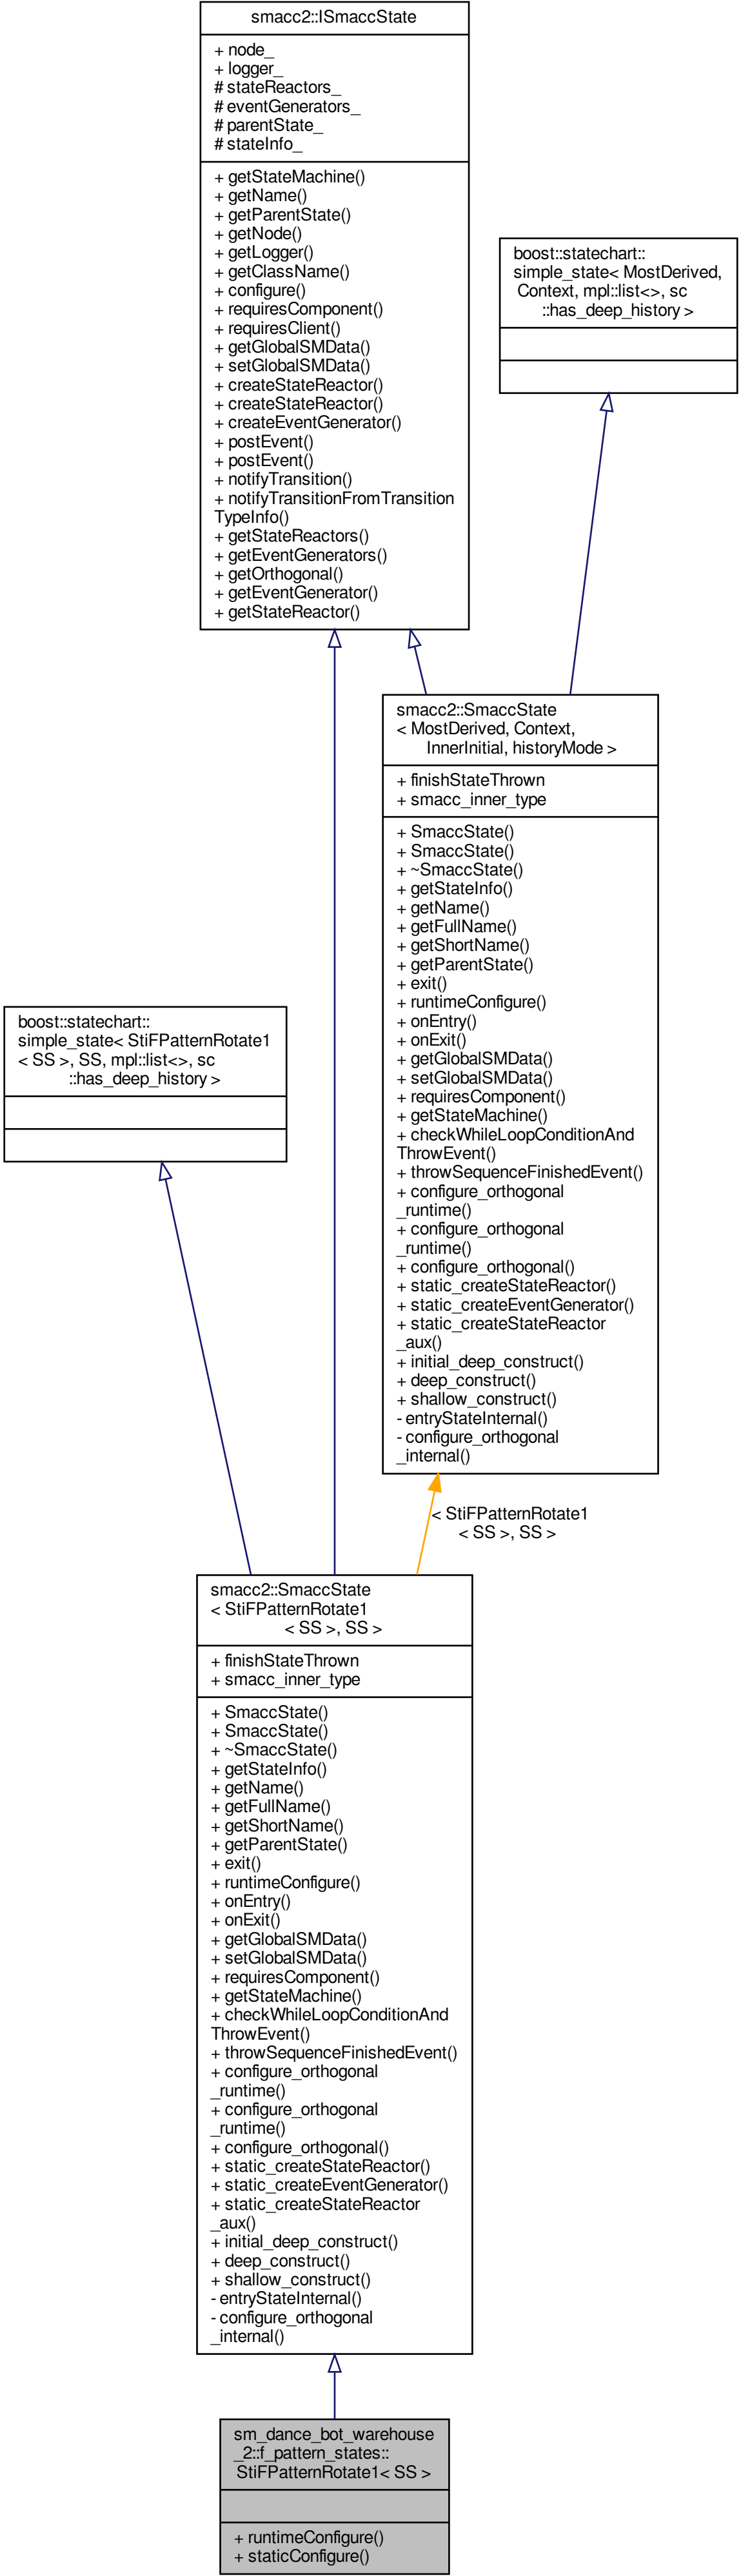 smacc2::ISmaccState
+ node_
+ logger_
# stateReactors_
# eventGenerators_
# parentState_
# stateInfo_
+ getStateMachine()
+ getName()
+ getParentState()
+ getNode()
+ getLogger()
+ getClassName()
+ configure()
+ requiresComponent()
+ requiresClient()
+ getGlobalSMData()
+ setGlobalSMData()
+ createStateReactor()
+ createStateReactor()
+ createEventGenerator()
+ postEvent()
+ postEvent()
+ notifyTransition()
+ notifyTransitionFromTransition
TypeInfo()
+ getStateReactors()
+ getEventGenerators()
+ getOrthogonal()
+ getEventGenerator()
+ getStateReactor()
boost::statechart::
simple_state< MostDerived,
Context, mpl::list<>, sc
::has_deep_history >
smacc2::SmaccState
< MostDerived, Context,
InnerInitial, historyMode >
+ finishStateThrown
+ smacc_inner_type
+ SmaccState()
+ SmaccState()
+ ~SmaccState()
+ getStateInfo()
+ getName()
+ getFullName()
+ getShortName()
+ getParentState()
+ exit()
+ runtimeConfigure()
+ onEntry()
+ onExit()
+ getGlobalSMData()
+ setGlobalSMData()
+ requiresComponent()
+ getStateMachine()
+ checkWhileLoopConditionAnd
ThrowEvent()
+ throwSequenceFinishedEvent()
+ configure_orthogonal
_runtime()
+ configure_orthogonal
_runtime()
+ configure_orthogonal()
+ static_createStateReactor()
+ static_createEventGenerator()
+ static_createStateReactor
_aux()
+ initial_deep_construct()
+ deep_construct()
+ shallow_construct()
- entryStateInternal()
- configure_orthogonal
_internal()
boost::statechart::
simple_state< StiFPatternRotate1
< SS >, SS, mpl::list<>, sc
::has_deep_history >
< StiFPatternRotate1
< SS >, SS >
smacc2::SmaccState
< StiFPatternRotate1
< SS >, SS >
+ finishStateThrown
+ smacc_inner_type
+ SmaccState()
+ SmaccState()
+ ~SmaccState()
+ getStateInfo()
+ getName()
+ getFullName()
+ getShortName()
+ getParentState()
+ exit()
+ runtimeConfigure()
+ onEntry()
+ onExit()
+ getGlobalSMData()
+ setGlobalSMData()
+ requiresComponent()
+ getStateMachine()
+ checkWhileLoopConditionAnd
ThrowEvent()
+ throwSequenceFinishedEvent()
+ configure_orthogonal
_runtime()
+ configure_orthogonal
_runtime()
+ configure_orthogonal()
+ static_createStateReactor()
+ static_createEventGenerator()
+ static_createStateReactor
_aux()
+ initial_deep_construct()
+ deep_construct()
+ shallow_construct()
- entryStateInternal()
- configure_orthogonal
_internal()
sm_dance_bot_warehouse
_2::f_pattern_states::
StiFPatternRotate1< SS >
+ runtimeConfigure()
+ staticConfigure()